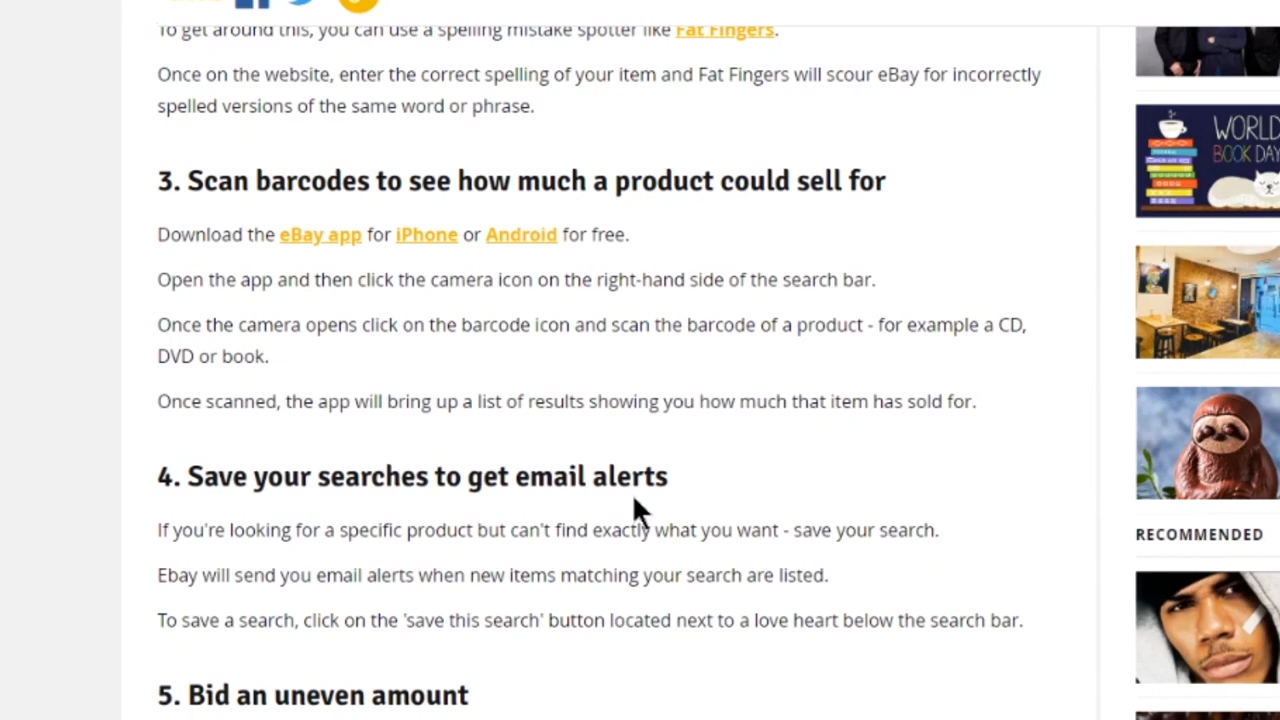 To get around this, you can use a spelling mistake spotter like Fat Fingers.
Once on the website, enter the correct spelling of your item and Fat Fingers will scour eBay for incorrectly
spelled versions of the same word or phrase.
3. Scan barcodes to see how much a product could sell for
Download the eBay app for iPhone or Android for free.
Open the app and then click the camera icon on the right-hand side of the search bar.
Once the camera opens click on the barcode icon and scan the barcode of a product - for example a CD,
DVD or book.
Once scanned, the app will bring up a list of results showing you how much that item has sold for.
4. Save your searches to get email alerts
If you're looking for a specific product but can't find exactly what you want - save your search.
Ebay will send you email alerts when new items matching your search are listed.
To save a search, click on the 'save this search' button located next to a love heart below the search bar.
5. Bid an uneven amount
WORLD
BOOK DAY
RECOMMENDED